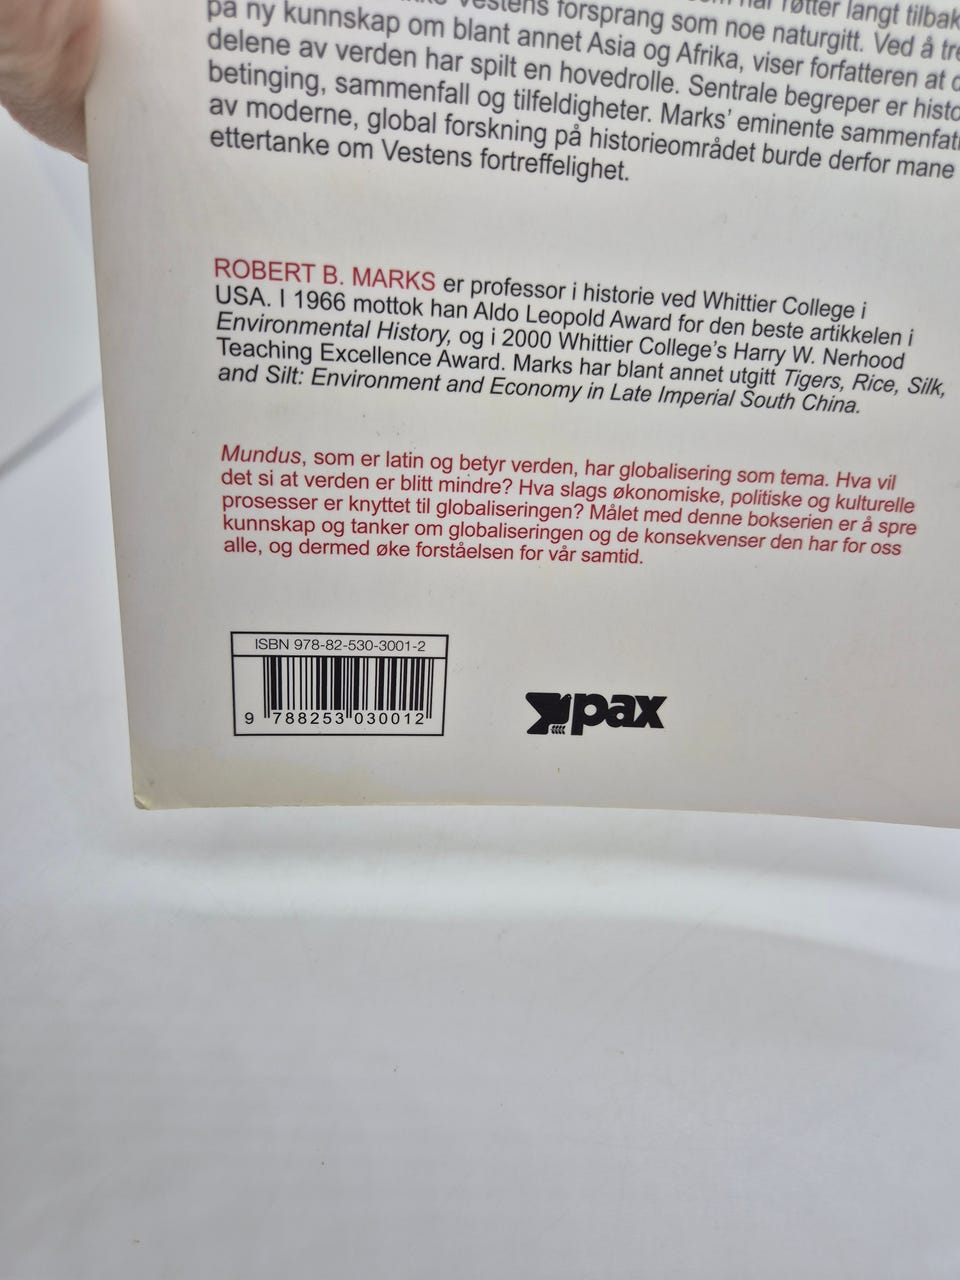 Vestens forsprang som har røtter langt tilbak
på ny kunnskap om blant annet Asia og Afrika, viser forfatteren at d
delene av verden har spilt en hovedrolle. Sentrale begreper er histo
betinging, sammenfall og tilfeldigheter. Marks' eminente sammenfat
av moderne, global forskning på historieområdet burde derfor mane
ettertanke om Vestens fortreffelighet.
ROBERT B. MARKS er professor i historie ved Whittier College i
USA. I 1966 mottok han Aldo Leopold Award for den beste artikkelen i
Environmental History, og i 2000 Whittier College's Harry W. Nerhood
Teaching Excellence Award. Marks har blant annet utgitt Tigers, Rice, Silk,
and Silt: Environment and Economy in Late Imperial South China.
Mundus, som er latin og betyr verden, har globalisering som tema. Hva vil
det si at verden er blitt mindre? Hva slags økonomiske, politiske og kulturelle
prosesser er knyttet til globaliseringen? Målet med denne bokserien er å spre
kunnskap og tanker om globaliseringen og de konsekvenser den har for oss
alle, og dermed øke forståelsen for vår samtid.
ISBN 978-82-530-3001-2
9 788253 030012
pax